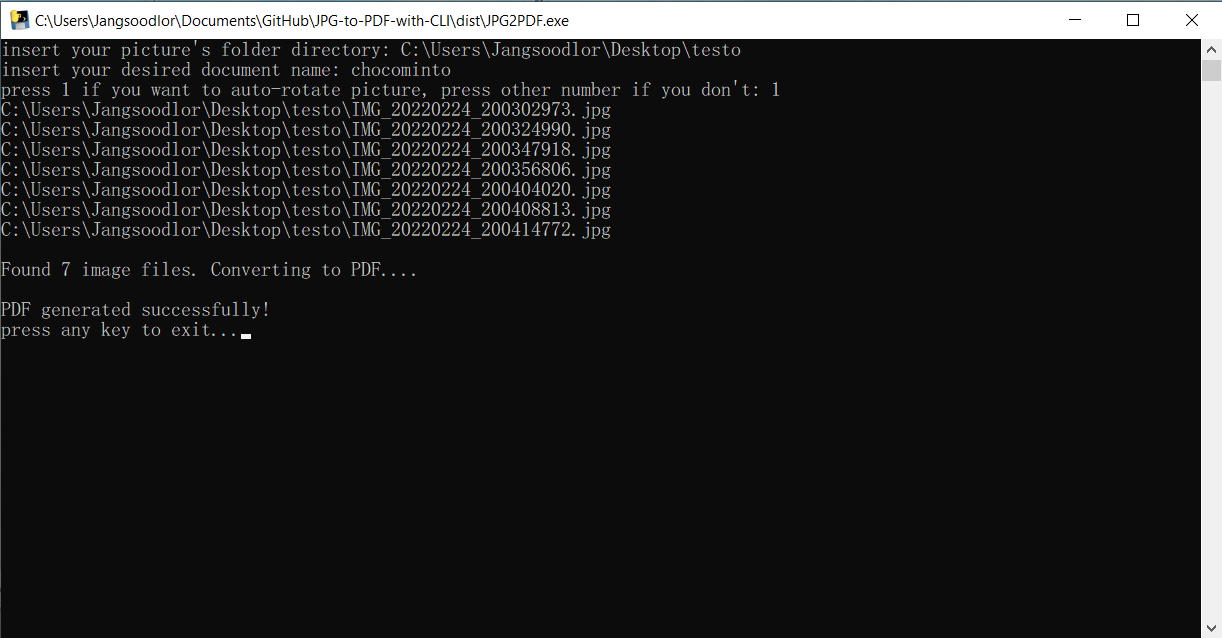 C:\Users\Jangsoodlor\Documents\GitHub\JPG-to-PDF-with-CLI\dist\JPG2PDF.exe
insert your picture's folder directory: C:\Users\Jangsoodlor\Desktop\testo
insert your desired document name: chocominto
press 1 if you want to auto-rotate picture, press other number if you don't: 1
C:\Users\Jangsoodlor\Desktop\testo\IMG_20220224_200302973.jpg
C:\Users\Jangsoodlor\Desktop\testo\IMG_20220224_200324990.jpg
C:\Users\Jangsoodlor\Desktop\testo\IMG_20220224_200347918.jpg
C:\Users\Jangsoodlor\Desktop\testo\IMG_20220224_200356806.jpg
C:\Users\Jangsoodlor\Desktop\testo\IMG_20220224_200404020.jpg
C:\Users\Jangsoodlor\Desktop\testo\IMG_20220224_200408813.jpg
C:\Users\Jangsoodlor\Desktop\testo\IMG_20220224_200414772.jpg
Found 7 image files. Converting to PDF....
PDF generated successfully!
press any key to exit...